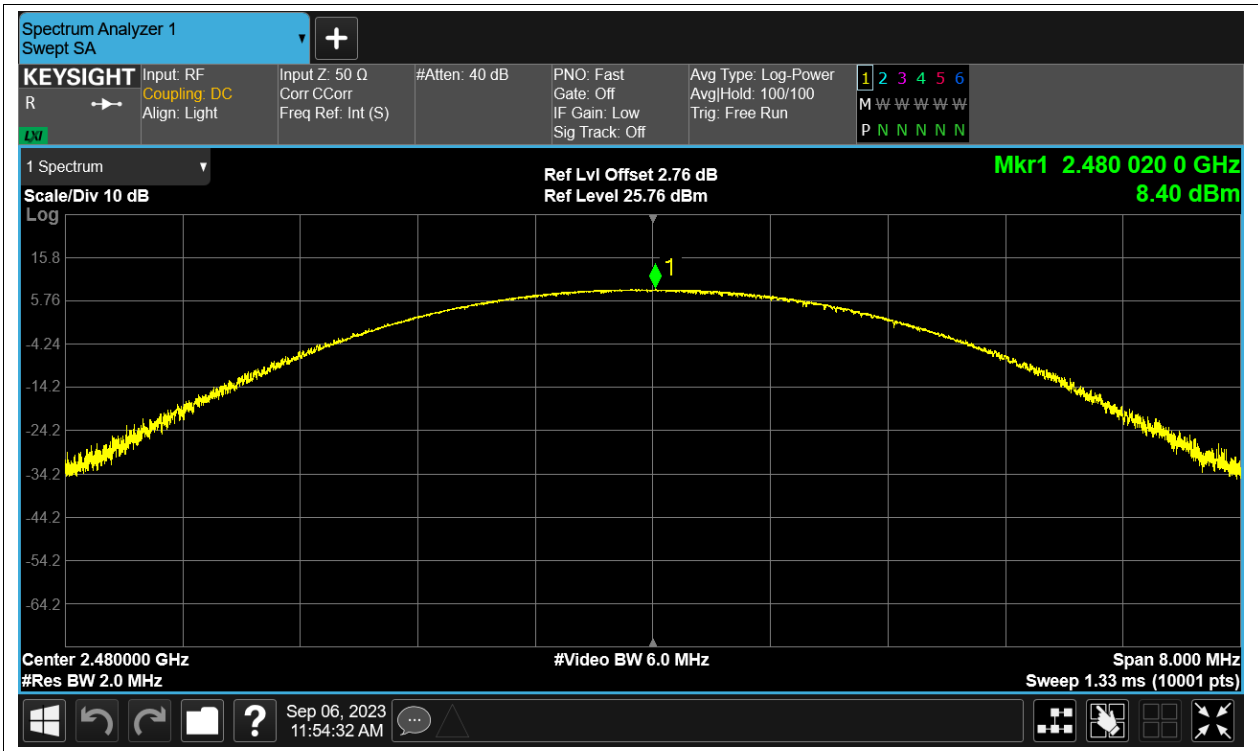 Spectrum Analyzer 1
Swept SA
KEYSIGHT
R
LXI
Input: RF
Coupling: DC
Align: Light
Input Z: 50 Ω
Corr CCorr
Freq Ref: Int (S)
#Atten: 40 dB
PNO: Fast
Gate: Off
IF Gain: Low
Sig Track: Off
Avg Type: Log-Power
Avg|Hold: 100/100
Trig: Free Run
1 2 3 4 5 6
M W W W W W
P N N N N N
1 Spectrum
Scale/Div 10 dB
Log
Ref Lvl Offset 2.76 dB
Ref Level 25.76 dBm
Mkr1 2.480 020 0 GHz
8.40 dBm
1
15.8
5.76
-4.24
-14.2
-24.2
-34.2
-44.2
-54.2
-64.2
Center 2.480000 GHz
#Res BW 2.0 MHz
#Video BW 6.0 MHz
Span 8.000 MHz
Sweep 1.33 ms (10001 pts)
?
Sep 06, 2023
11:54:32 AM